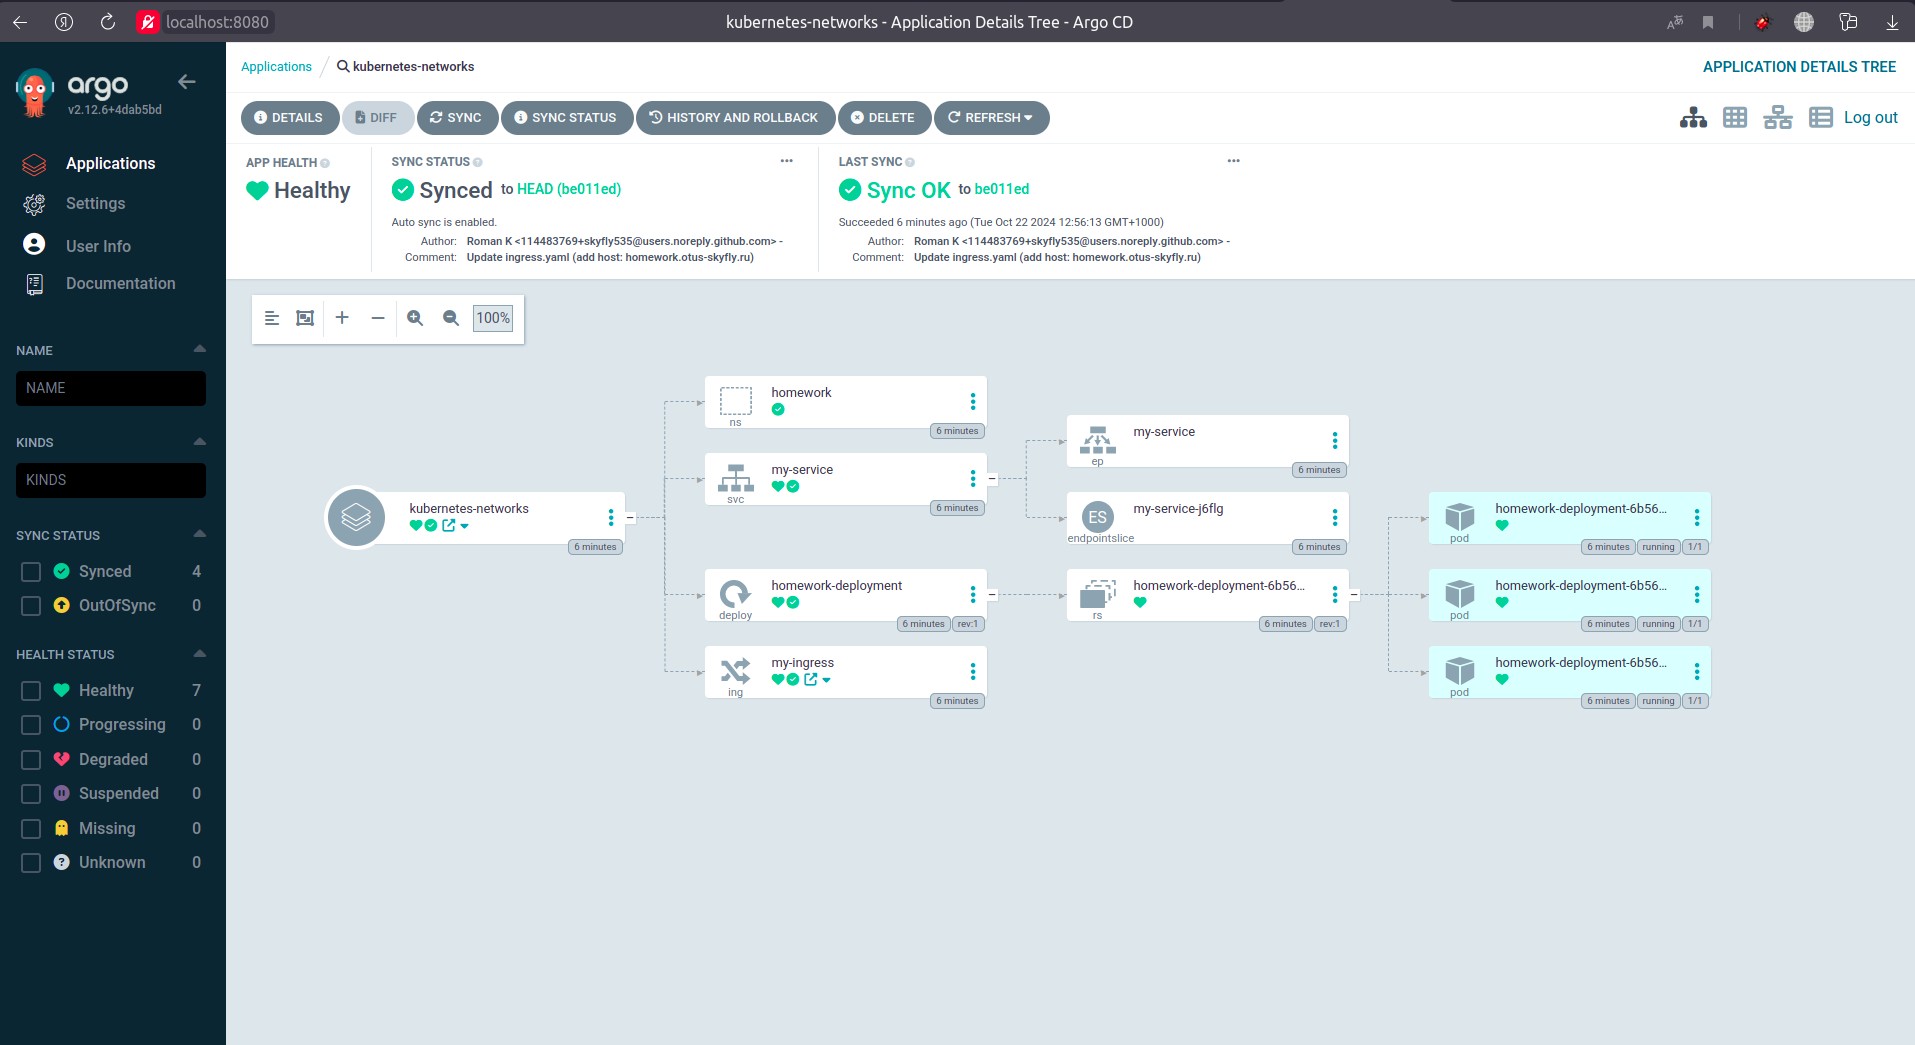 localhost:8080
kubernetes-networks - Application Details Tree - Argo CD
argo
v2.12.6+4dab5bd
Applications
Settings
User Info
Documentation
NAME
NAME
KINDS
KINDS
SYNC STATUS
Synced 4
OutOfSync 0
HEALTH STATUS
Healthy 7
Progressing 0
Degraded 0
Suspended 0
Missing 0
Unknown 0
Applications / kubernetes-networks
APPLICATION DETAILS TREE
DETAILS DIFF SYNC SYNC STATUS HISTORY AND ROLLBACK DELETE REFRESH
Log out
APP HEALTH
Healthy
SYNC STATUS
Synced to HEAD (be011ed)
Auto sync is enabled.
Author: Roman K <114483769+skyfly535@users.noreply.github.com> -
Comment: Update ingress.yaml (add host: homework.otus-skyfly.ru)
LAST SYNC
Sync OK to be011ed
Succeeded 6 minutes ago (Tue Oct 22 2024 12:56:13 GMT+1000)
Author: Roman K <114483769+skyfly535@users.noreply.github.com> -
Comment: Update ingress.yaml (add host: homework.otus-skyfly.ru)
100%
kubernetes-networks
6 minutes
homework
ns
6 minutes
my-service
svc
6 minutes
homework-deployment
deploy
6 minutes rev:1
my-ingress
ing
6 minutes
my-service
ep
6 minutes
ES
my-service-j6flg
endpointslice
6 minutes
homework-deployment-6b56...
rs
6 minutes rev:1
homework-deployment-6b56...
pod
6 minutes running 1/1
homework-deployment-6b56...
pod
6 minutes running 1/1
homework-deployment-6b56...
pod
6 minutes running 1/1